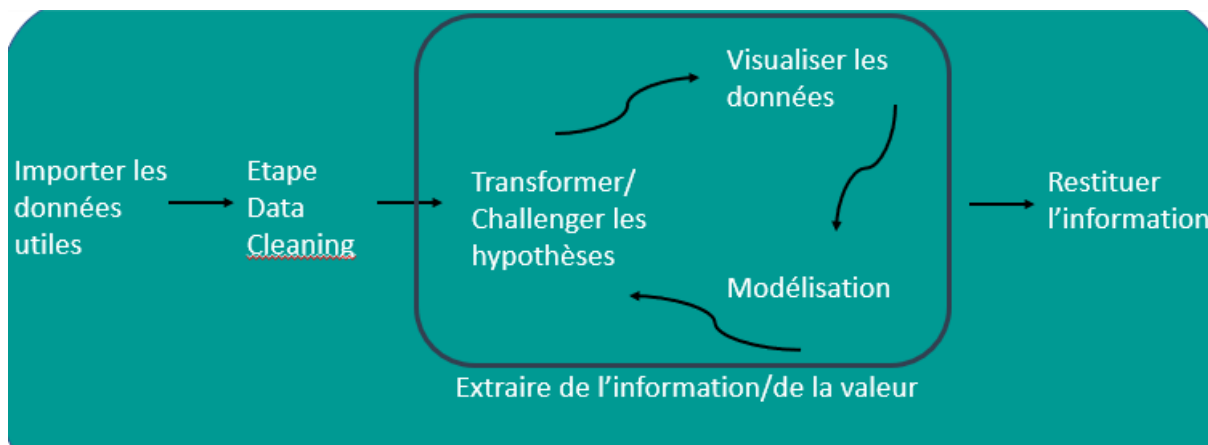 Importer les
données
utiles
Etape
Data
Cleaning
Transformer/
Challenger les
hypothèses
Visualiser les
données
Modélisation
Extraire de l’information/de la valeur
Restituer
l’information